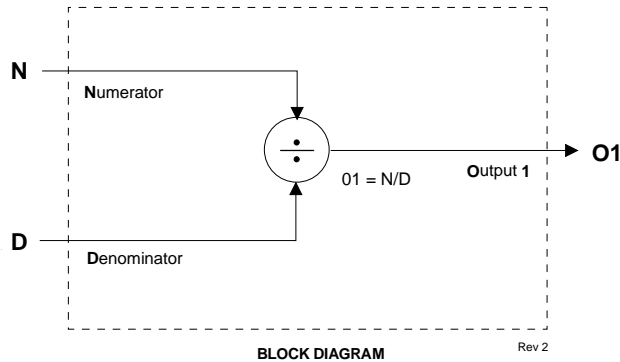 N
Numerator
÷
O1
Output 1
01 = N/D
D
Denominator
BLOCK DIAGRAM
Rev 2